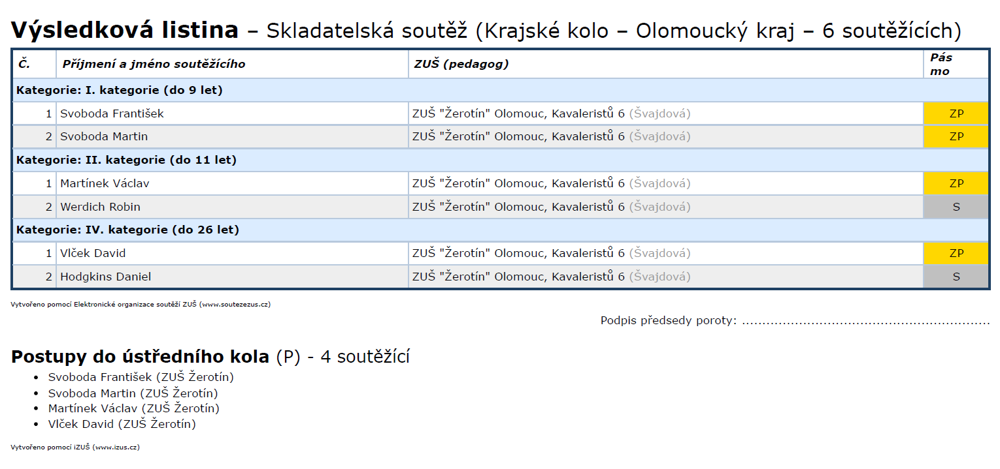 Výsledková listina – Skladatelská soutěž (Krajské kolo – Olomoucký kraj – 6 soutěžících)
Č. Příjmení a jméno soutěžícího ZUŠ (pedagog) Pás
mo
Kategorie: I. kategorie (do 9 let)
1 Svoboda František ZUŠ "Žerotín" Olomouc, Kavaleristů 6 (Švajdová) ZP
2 Svoboda Martin ZUŠ "Žerotín" Olomouc, Kavaleristů 6 (Švajdová) ZP
Kategorie: II. kategorie (do 11 let)
1 Martínek Václav ZUŠ "Žerotín" Olomouc, Kavaleristů 6 (Švajdová) ZP
2 Werdich Robin ZUŠ "Žerotín" Olomouc, Kavaleristů 6 (Švajdová) S
Kategorie: IV. kategorie (do 26 let)
1 Vlček David ZUŠ "Žerotín" Olomouc, Kavaleristů 6 (Švajdová) ZP
2 Hodgkins Daniel ZUŠ "Žerotín" Olomouc, Kavaleristů 6 (Švajdová) S
Vytvořeno pomocí Elektronické organizace soutěží ZUŠ (www.soutezezus.cz)
Podpis předsedy poroty: .............................................................
Postupy do ústředního kola (P) - 4 soutěžící
• Svoboda František (ZUŠ Žerotín)
• Svoboda Martin (ZUŠ Žerotín)
• Martínek Václav (ZUŠ Žerotín)
• Vlček David (ZUŠ Žerotín)
Vytvořeno pomocí iZUŠ (www.izus.cz)